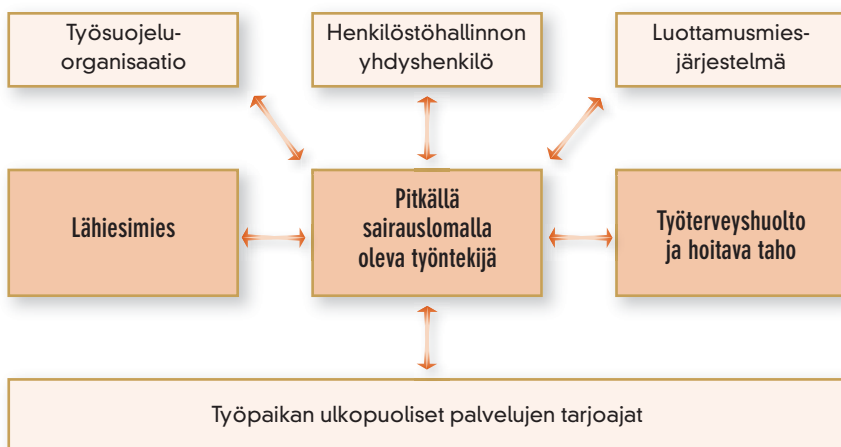 Työsuojelu-
organisaatio
Henkilöstöhallinnon
yhdyshenkilö
Luottamusmies-
järjestelmä
Lähiesimies
Pitkällä
sairauslomalla
oleva työntekijä
Työterveyshuolto
ja hoitava taho
Työpaikan ulkopuoliset palvelujen tarjoajat